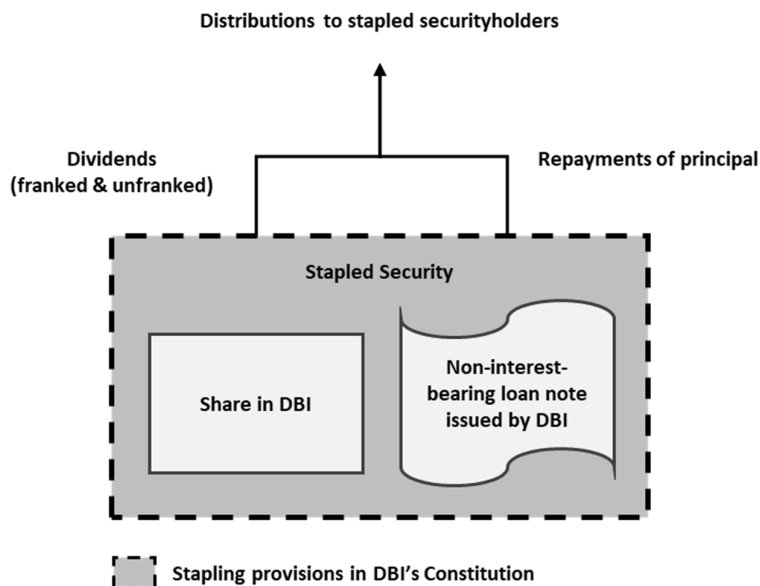 Distributions to stapled securityholders
Dividends
(franked & unfranked)
Repayments of principal
Stapled Security
Share in DBI
Non-interest-
bearing loan note
issued by DBI
Stapling provisions in DBI's Constitution